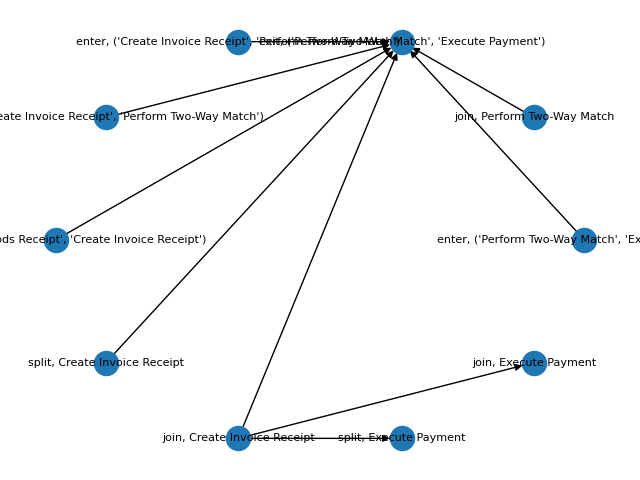 enter, ('Create Invoice Receipt', 'Perform Two-Way Match')
exit, ('Perform Two-Way Match', 'Execute Payment')
eate Invoice Receipt', 'Perform Two-Way Match')
join, Perform Two-Way Match
ods Receipt', 'Create Invoice Receipt')
enter, ('Perform Two-Way Match', 'Ex
split, Create Invoice Receipt
join, Execute Payment
join, Create Invoice Receipt
split, Execute Payment